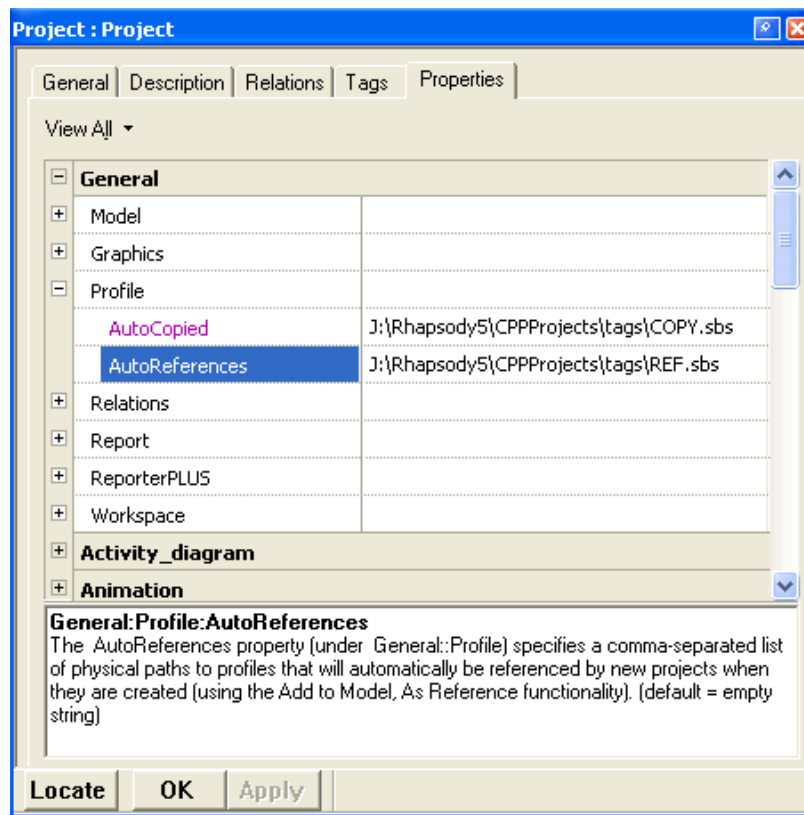 Project : Project
General Description Relations Tags Properties
View All
General
Model
Graphics
Profile
AutoCopied J:\Rhapsody5\CPPProjects\tags\COPY.sbs
AutoReferences J:\Rhapsody5\CPPProjects\tags\REF.sbs
Relations
Report
ReporterPLUS
Workspace
Activity_diagram
Animation
General:Profile:AutoReferences
The AutoReferences property (under General::Profile) specifies a comma-separated list
of physical paths to profiles that will automatically be referenced by new projects when
they are created (using the Add to Model, As Reference functionality). (default = empty
string)
Locate OK Apply